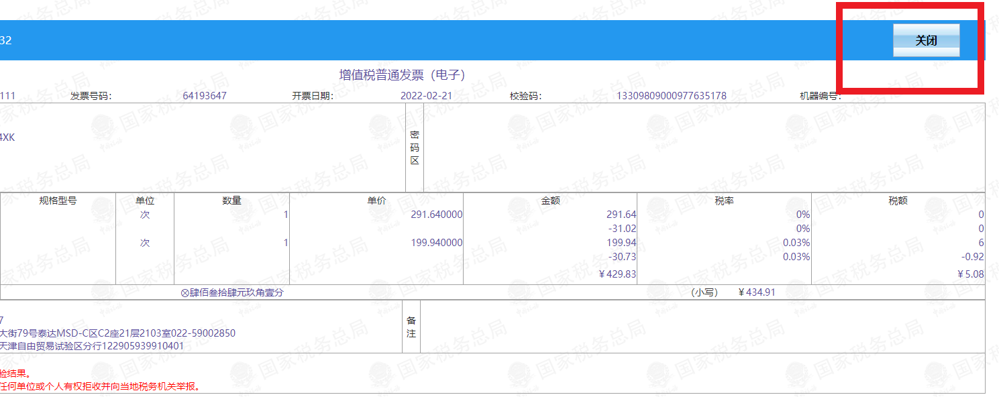 32 关闭
增值税普通发票（电子）
111 发票号码： 64193647 开票日期： 2022-02-21 校验码： 13309809000977635178 机器编号：
4XK
密码区
规格型号 单位 数量 单价 金额 税率 税额
次 1 291.640000 291.64 0% 0
-31.02 0% 0
次 1 199.940000 199.94 0.03% 6
-30.73 0.03% -0.92
￥429.83 ￥5.08
⊗肆佰叁拾肆元玖角壹分 （小写） ￥434.91
7
大街79号泰达MSD-C区C2座21层2103室022-59002850
天津自由贸易试验区分行122905939910401
备注
验结果。
任何单位或个人有权拒收并向当地税务机关举报。
国家税务总局